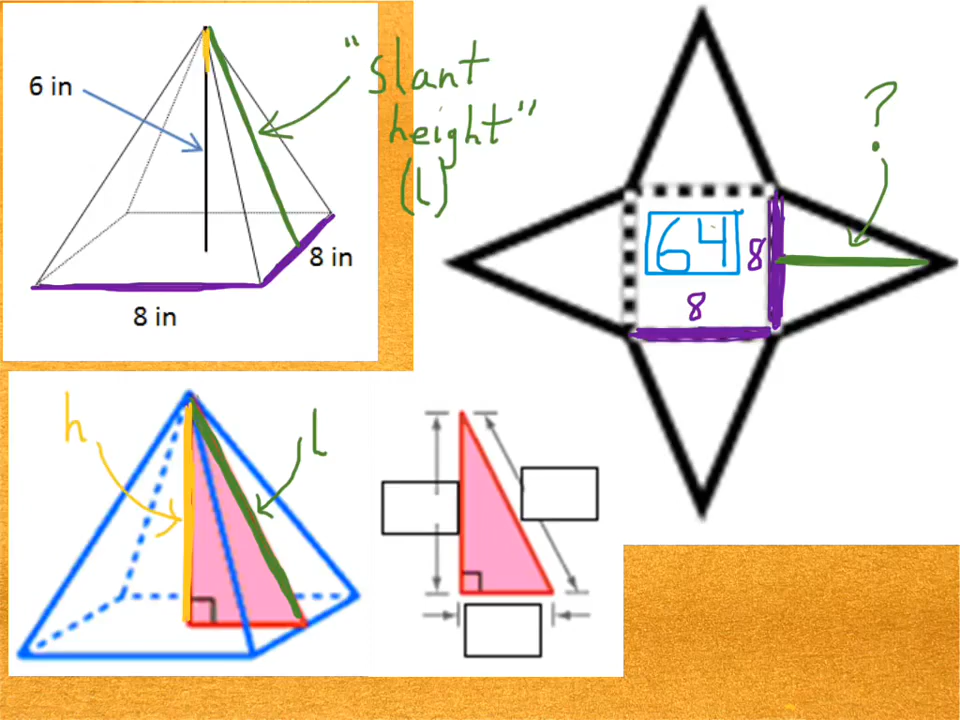 6 in
"Slant
height"
(l)
8 in
8 in
?
64
8
8
h
l